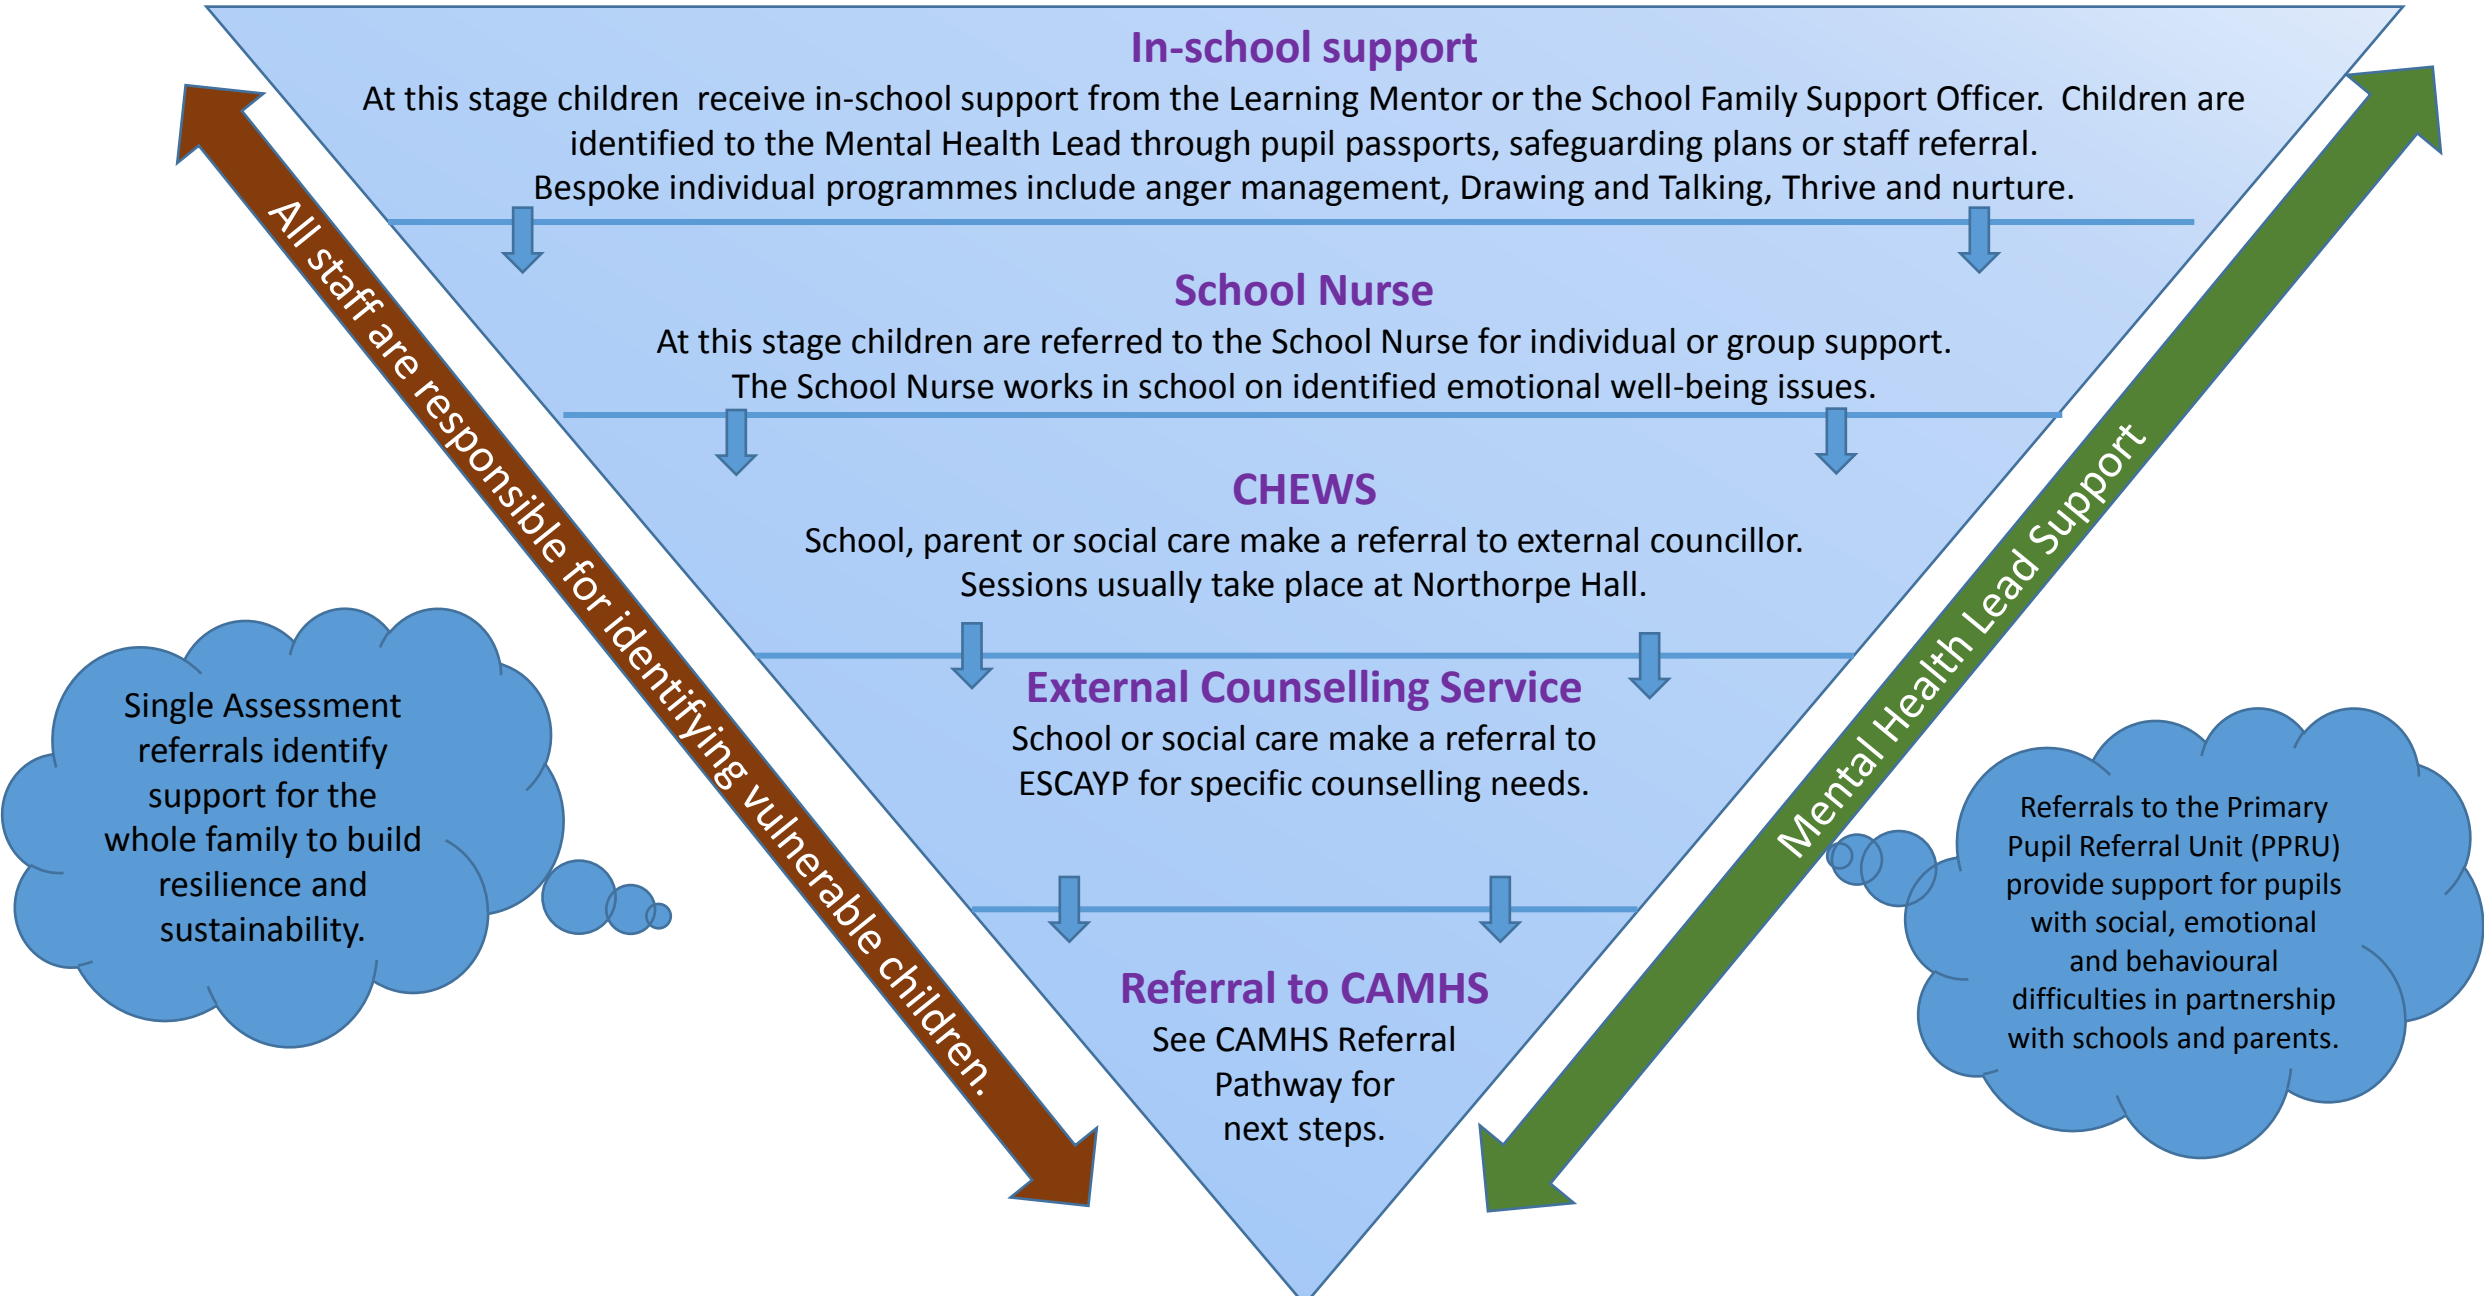 In-school support
At this stage children  receive in-school support from the Learning Mentor or the School Family Support Officer.  Children are
identified to the Mental Health Lead through pupil passports, safeguarding plans or staff referral.
Bespoke individual programmes include anger management, Drawing and Talking, Thrive and nurture.
School Nurse
At this stage children are referred to the School Nurse for individual or group support.
The School Nurse works in school on identified emotional well-being issues.
CHEWS
School, parent or social care make a referral to external councillor.
Sessions usually take place at Northorpe Hall.
External Counselling Service
School or social care make a referral to
ESCAYP for specific counselling needs.
Referral to CAMHS
See CAMHS Referral
Pathway for
next steps.
All staff are responsible for identifying vulnerable children.
Mental Health Lead Support
Single Assessment
referrals identify
support for the
whole family to build
resilience and
sustainability.
Referrals to the Primary
Pupil Referral Unit (PPRU)
provide support for pupils
with social, emotional
and behavioural
difficulties in partnership
with schools and parents.